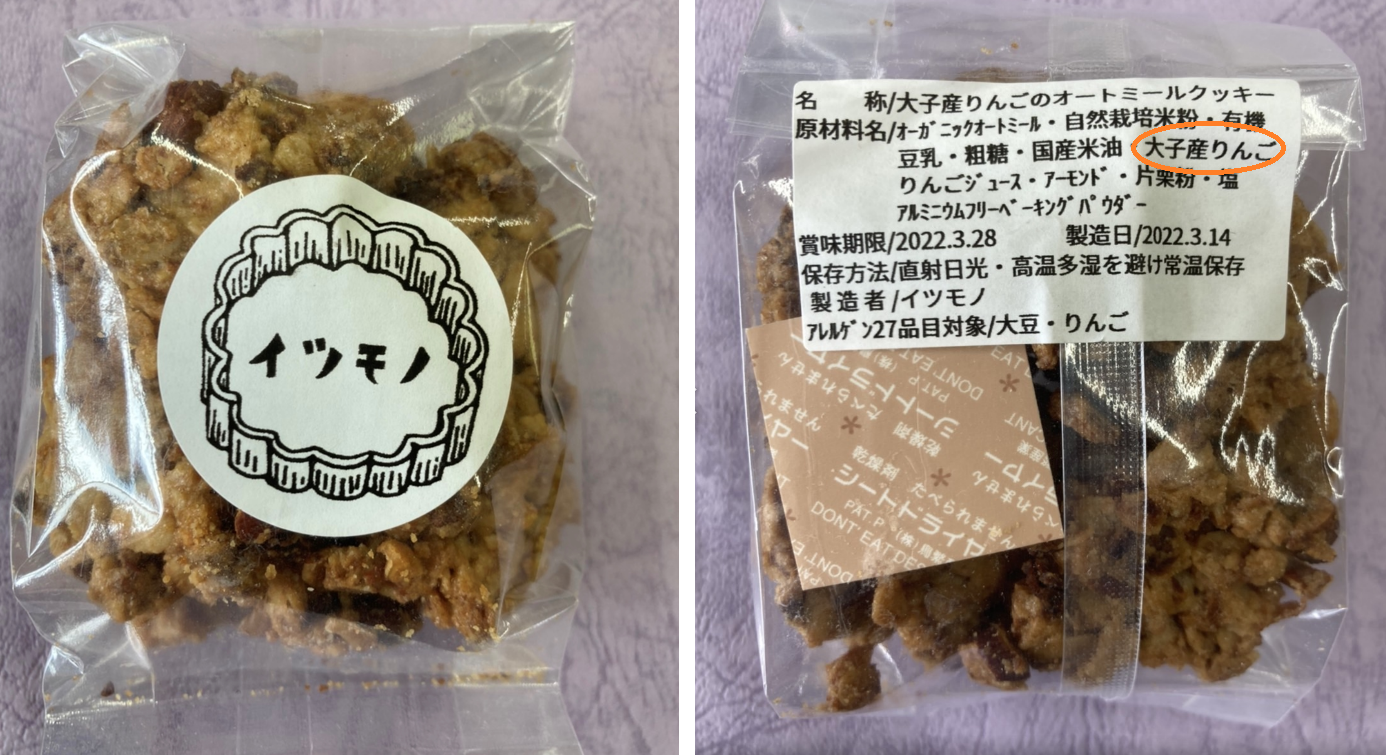 イツモノ
名 称/大子産りんごのオートミールクッキー
原材料名/オーガニックオートミール・自然栽培米粉・有機
豆乳・粗糖・国産米油・大子産りんご
りんごジュース・アーモンド・片栗粉・塩
アルミニウムフリーベーキングパウダー
賞味期限/2022.3.28 製造日/2022.3.14
保存方法/直射日光・高温多湿を避け常温保存
製造者/イツモノ
アレルゲン27品目対象/大豆・りんご
乾燥剤 たべられません
シートドライヤー
PAT.P (株)
DONT EAT